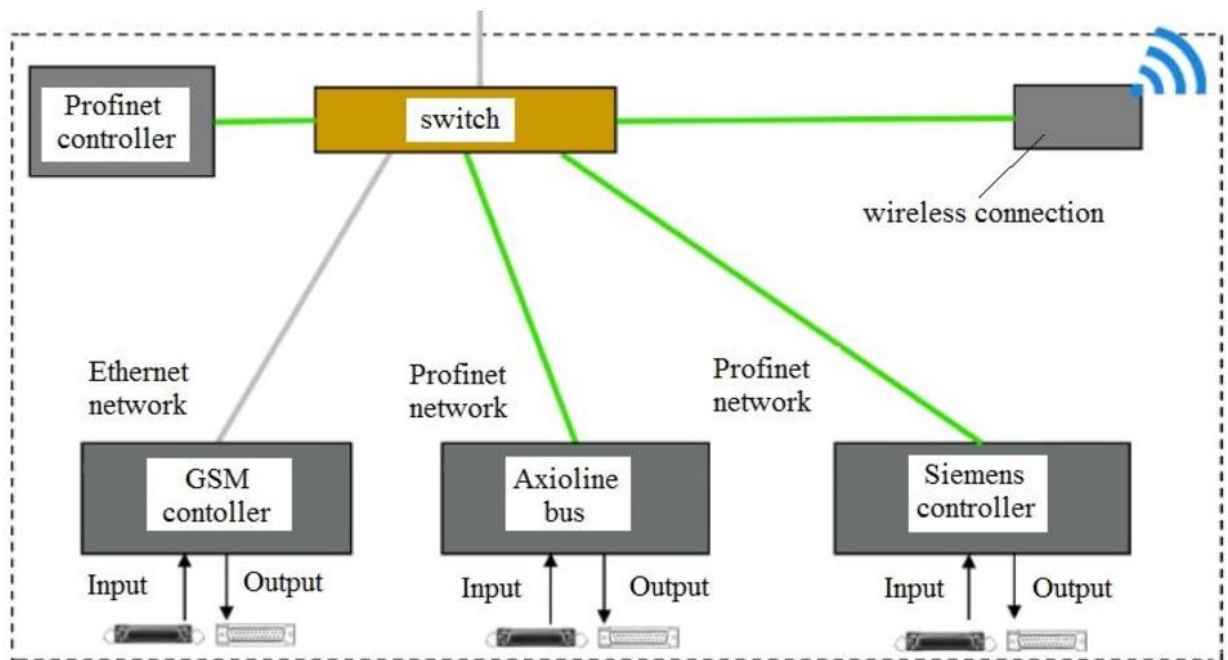 Profinet
controller
switch
wireless connection
Ethernet
network
Profinet
network
Profinet
network
GSM
contoller
Axioline
bus
Siemens
controller
Input
Output
Input
Output
Input
Output